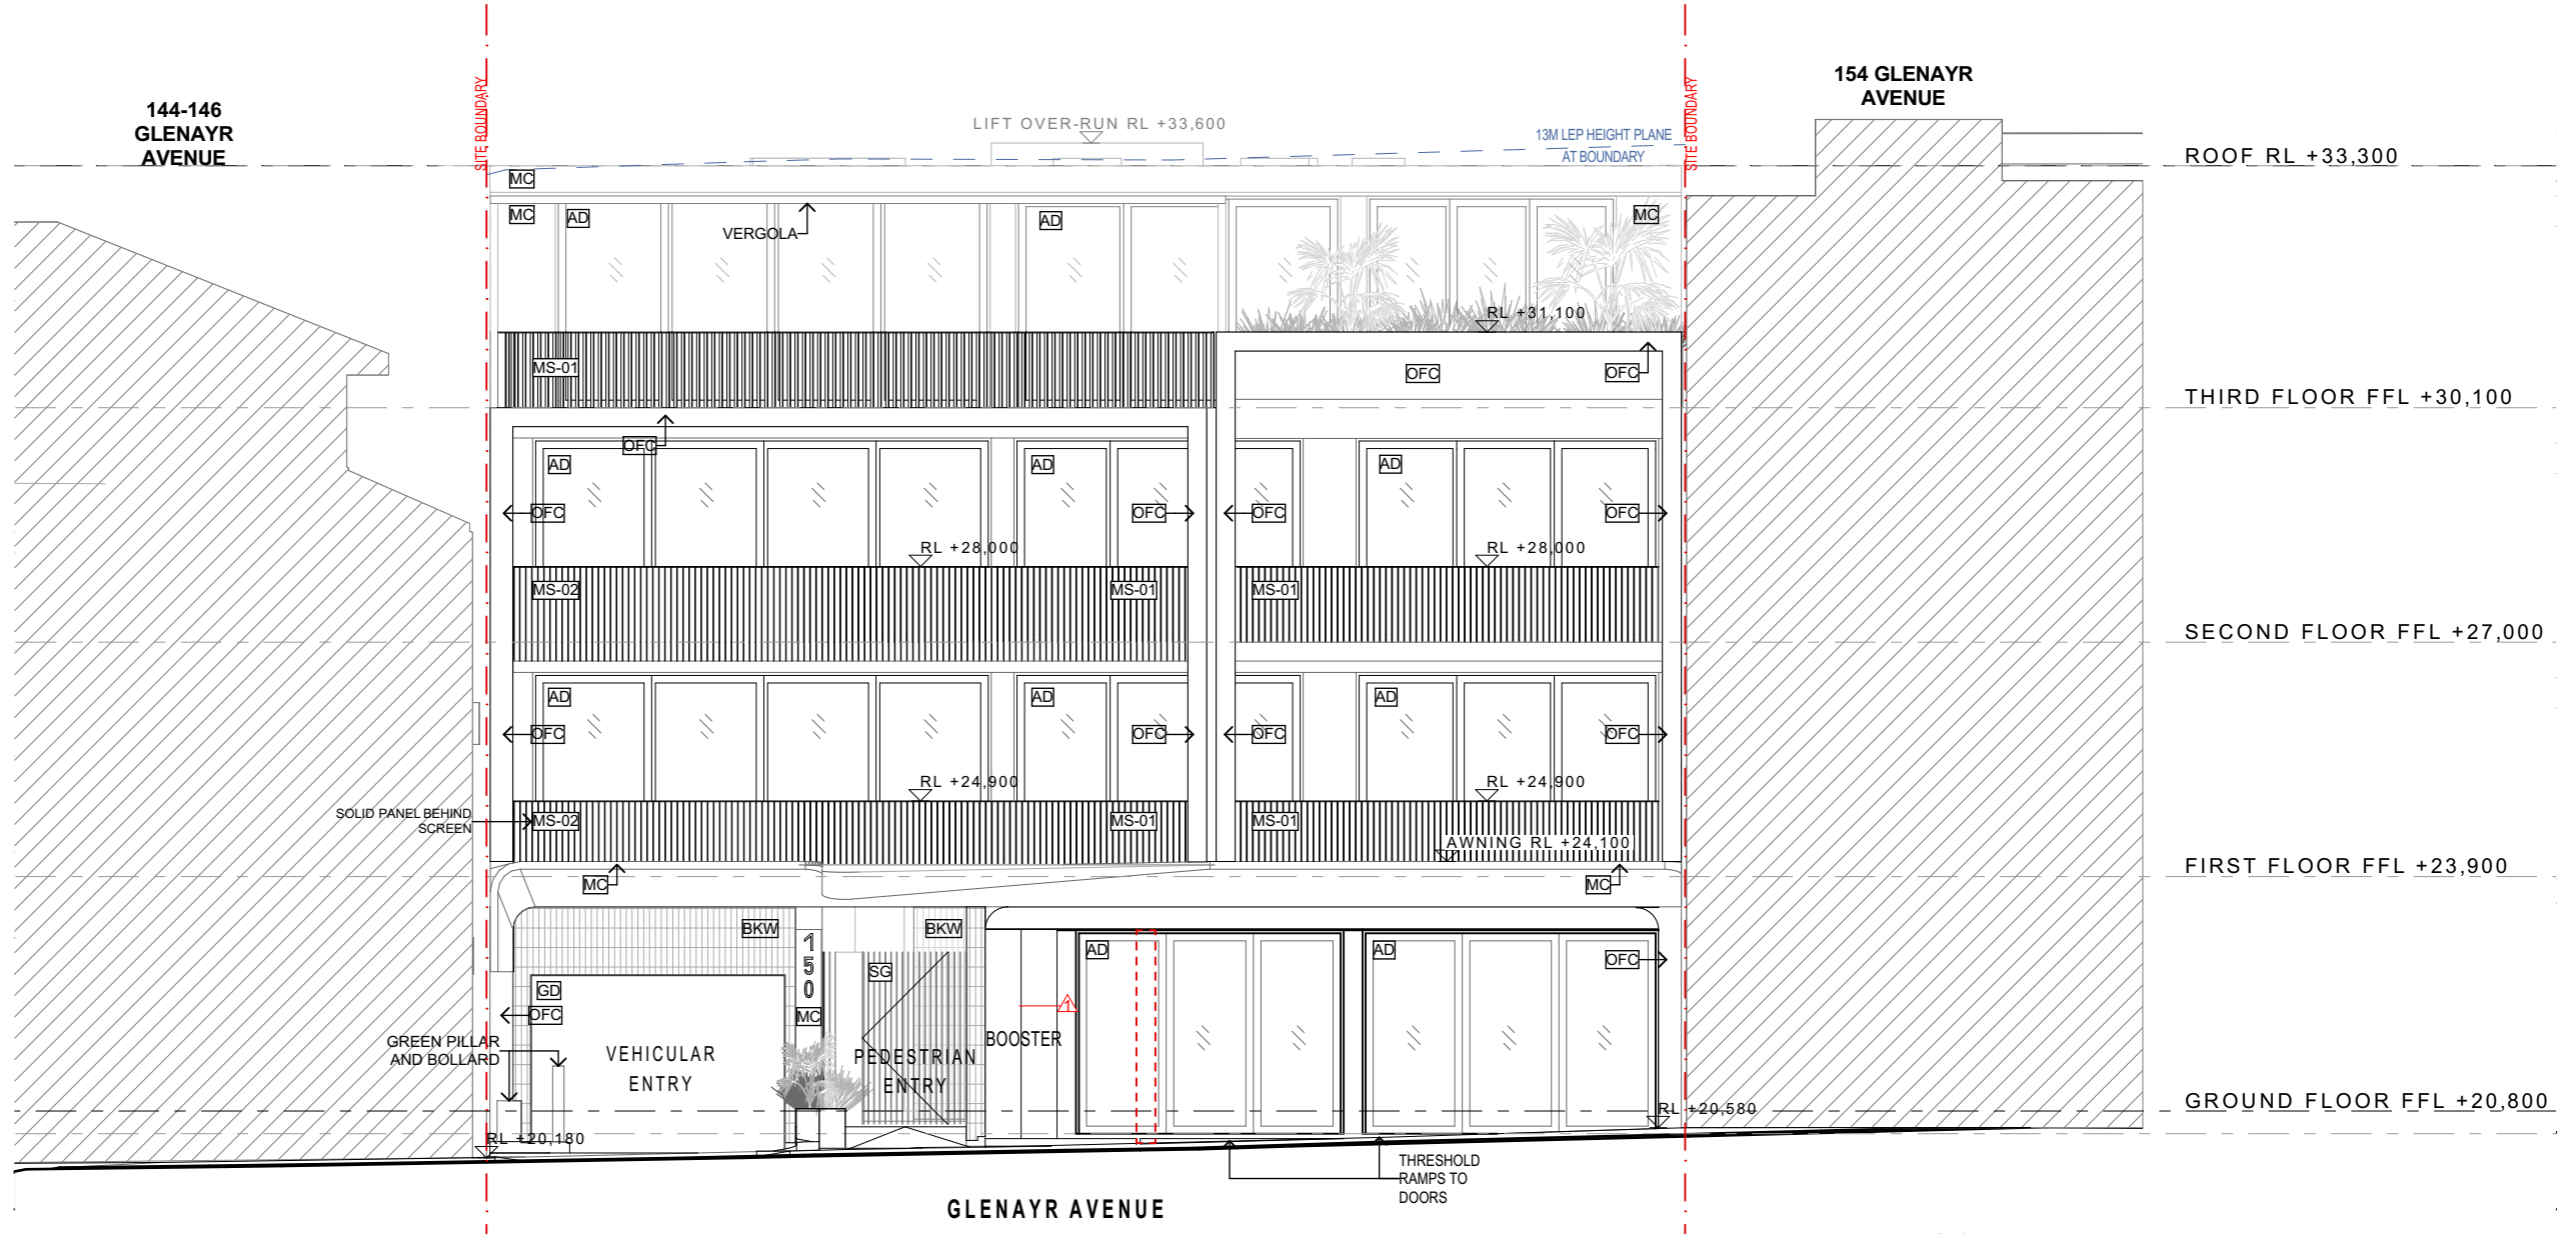 144-146
GLENAYR
AVENUE
SITE BOUNDARY
LIFT OVER-RUN RL +33,600
13M LEP HEIGHT PLANE
AT BOUNDARY
SITE BOUNDARY
154 GLENAYR
AVENUE
ROOF RL +33,300
MC
MC
AD
VERGOLA
AD
MC
RL +31,100
MS-01
OFC
OFC
THIRD FLOOR FFL +30,100
OFC
AD
AD
AD
OFC
OFC
OFC
OFC
RL +28,000
RL +28,000
MS-02
MS-01
MS-01
SECOND FLOOR FFL +27,000
AD
AD
AD
OFC
OFC
OFC
OFC
RL +24,900
RL +24,900
SOLID PANEL BEHIND
SCREEN
MS-02
MS-01
MS-01
AWNING RL +24,100
FIRST FLOOR FFL +23,900
MC
MC
BKW
BKW
150
AD
AD
OFC
SG
GD
OFC
MC
1
GREEN PILLAR
AND BOLLARD
VEHICULAR
ENTRY
PEDESTRIAN
ENTRY
BOOSTER
GROUND FLOOR FFL +20,800
RL +20,580
RL +20,180
THRESHOLD
RAMPS TO
DOORS
GLENAYR AVENUE